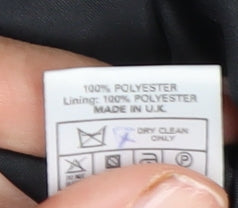 100% POLYESTER
Lining: 100% POLYESTER
MADE IN U.K.
DRY CLEAN
ONLY
P